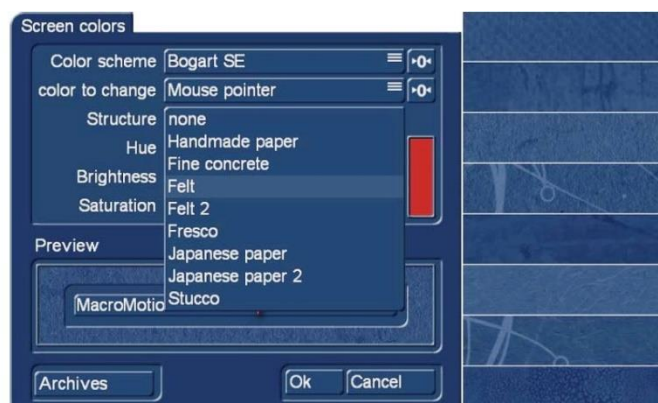 Screen colors
Color scheme Bogart SE
color to change Mouse pointer
Structure none
Hue Handmade paper
Fine concrete
Brightness Felt
Saturation Felt 2
Fresco
Preview Japanese paper
Japanese paper 2
MacroMotio Stucco
Archives Ok Cancel